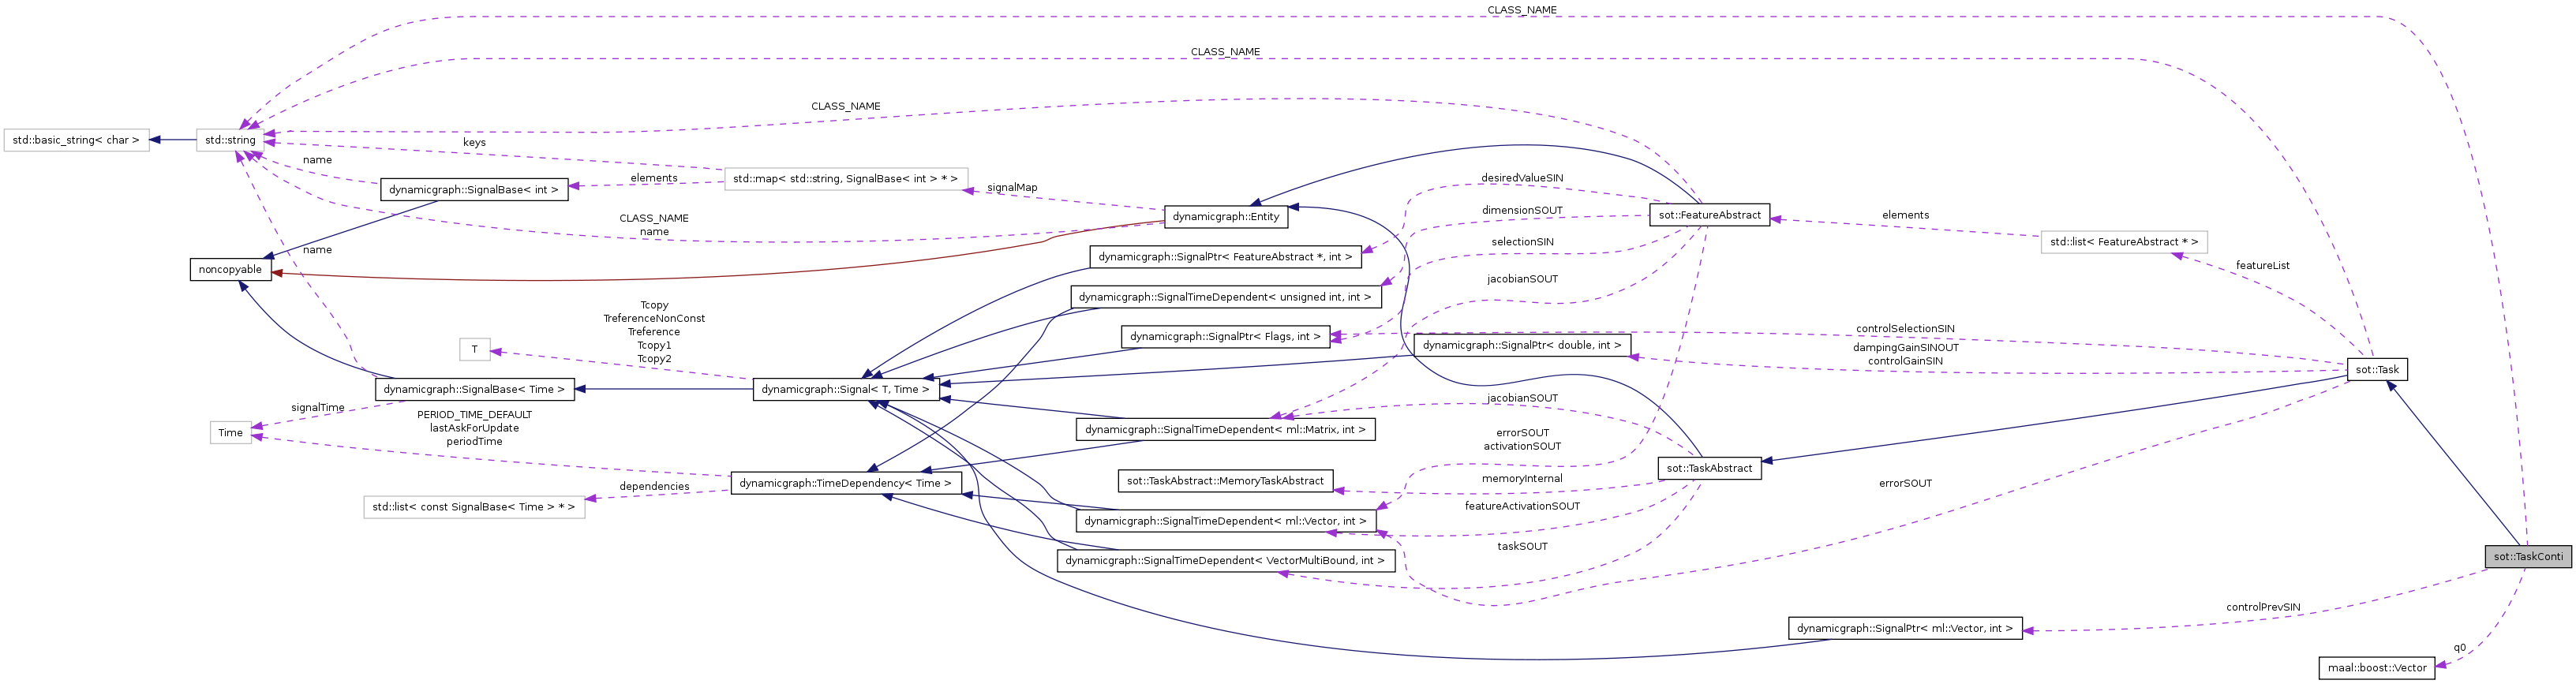 CLASS_NAME
CLASS_NAME
CLASS_NAME
std::basic_string< char >
std::string
keys
name
dynamicgraph::SignalBase< int >
elements
std::map< std::string, SignalBase< int > * >
signalMap
CLASS_NAME
name
dynamicgraph::Entity
desiredValueSIN
dimensionSOUT
sot::FeatureAbstract
elements
std::list< FeatureAbstract * >
selectionSIN
name
noncopyable
dynamicgraph::SignalPtr< FeatureAbstract *, int >
featureList
jacobianSOUT
dynamicgraph::SignalTimeDependent< unsigned int, int >
Tcopy
TreferenceNonConst
Treference
Tcopy1
Tcopy2
T
dynamicgraph::SignalPtr< Flags, int >
controlSelectionSIN
dynamicgraph::SignalPtr< double, int >
dampingGainSINOUT
controlGainSIN
sot::Task
dynamicgraph::SignalBase< Time >
dynamicgraph::Signal< T, Time >
signalTime
jacobianSOUT
PERIOD_TIME_DEFAULT
lastAskForUpdate
periodTime
Time
dynamicgraph::SignalTimeDependent< ml::Matrix, int >
errorSOUT
activationSOUT
sot::TaskAbstract
dynamicgraph::TimeDependency< Time >
sot::TaskAbstract::MemoryTaskAbstract
memoryInternal
errorSOUT
dependencies
std::list< const SignalBase< Time > * >
featureActivationSOUT
dynamicgraph::SignalTimeDependent< ml::Vector, int >
taskSOUT
dynamicgraph::SignalTimeDependent< VectorMultiBound, int >
sot::TaskConti
controlPrevSIN
dynamicgraph::SignalPtr< ml::Vector, int >
q0
maal::boost::Vector